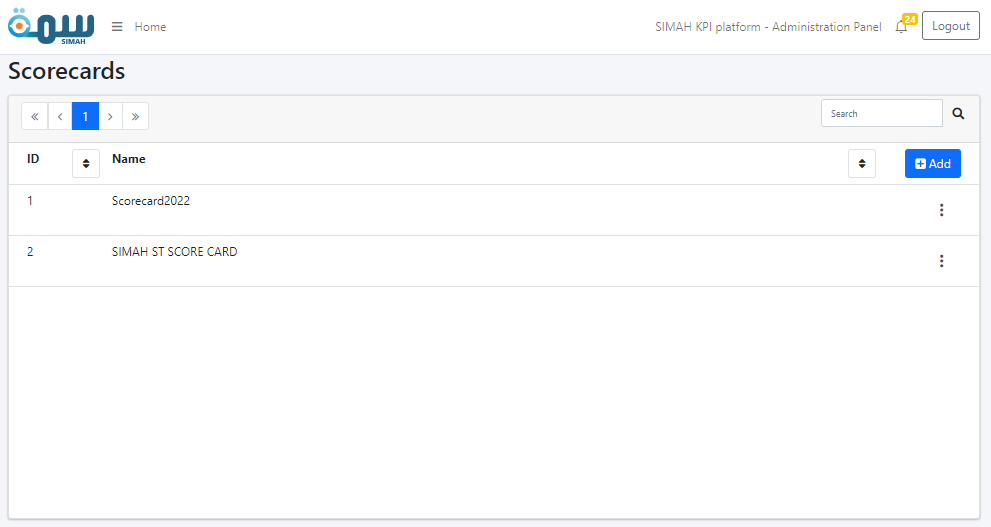 سمة
SIMAH
Home
SIMAH KPI platform - Administration Panel
24
Logout
Scorecards
«
‹
1
›
»
Search
ID
Name
Add
1
Scorecard2022
2
SIMAH ST SCORE CARD